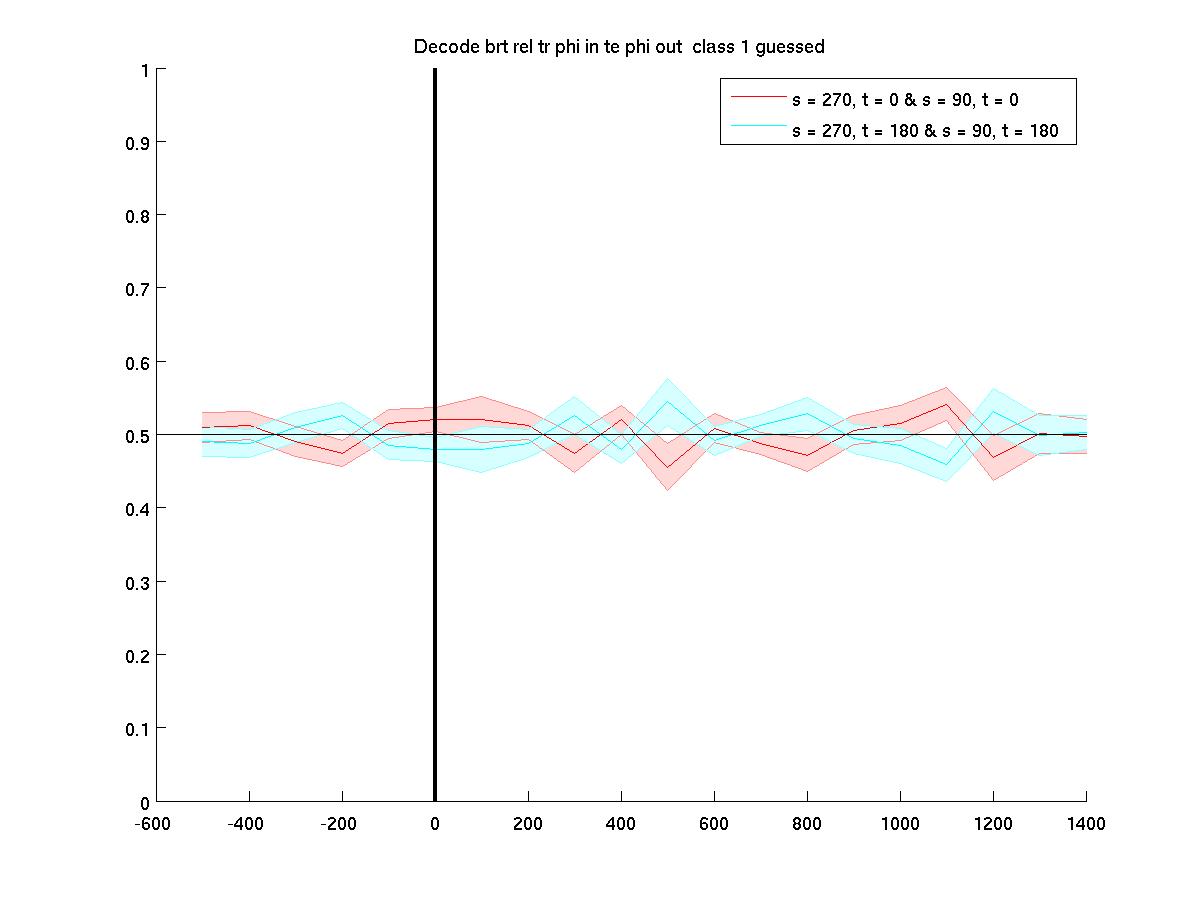 Decode brt rel tr phi in te phi out  class 1 guessed
s = 270, t = 0 & s = 90, t = 0
s = 270, t = 180 & s = 90, t = 180
1
0.9
0.8
0.7
0.6
0.5
0.4
0.3
0.2
0.1
0
-600 -400 -200 0 200 400 600 800 1000 1200 1400